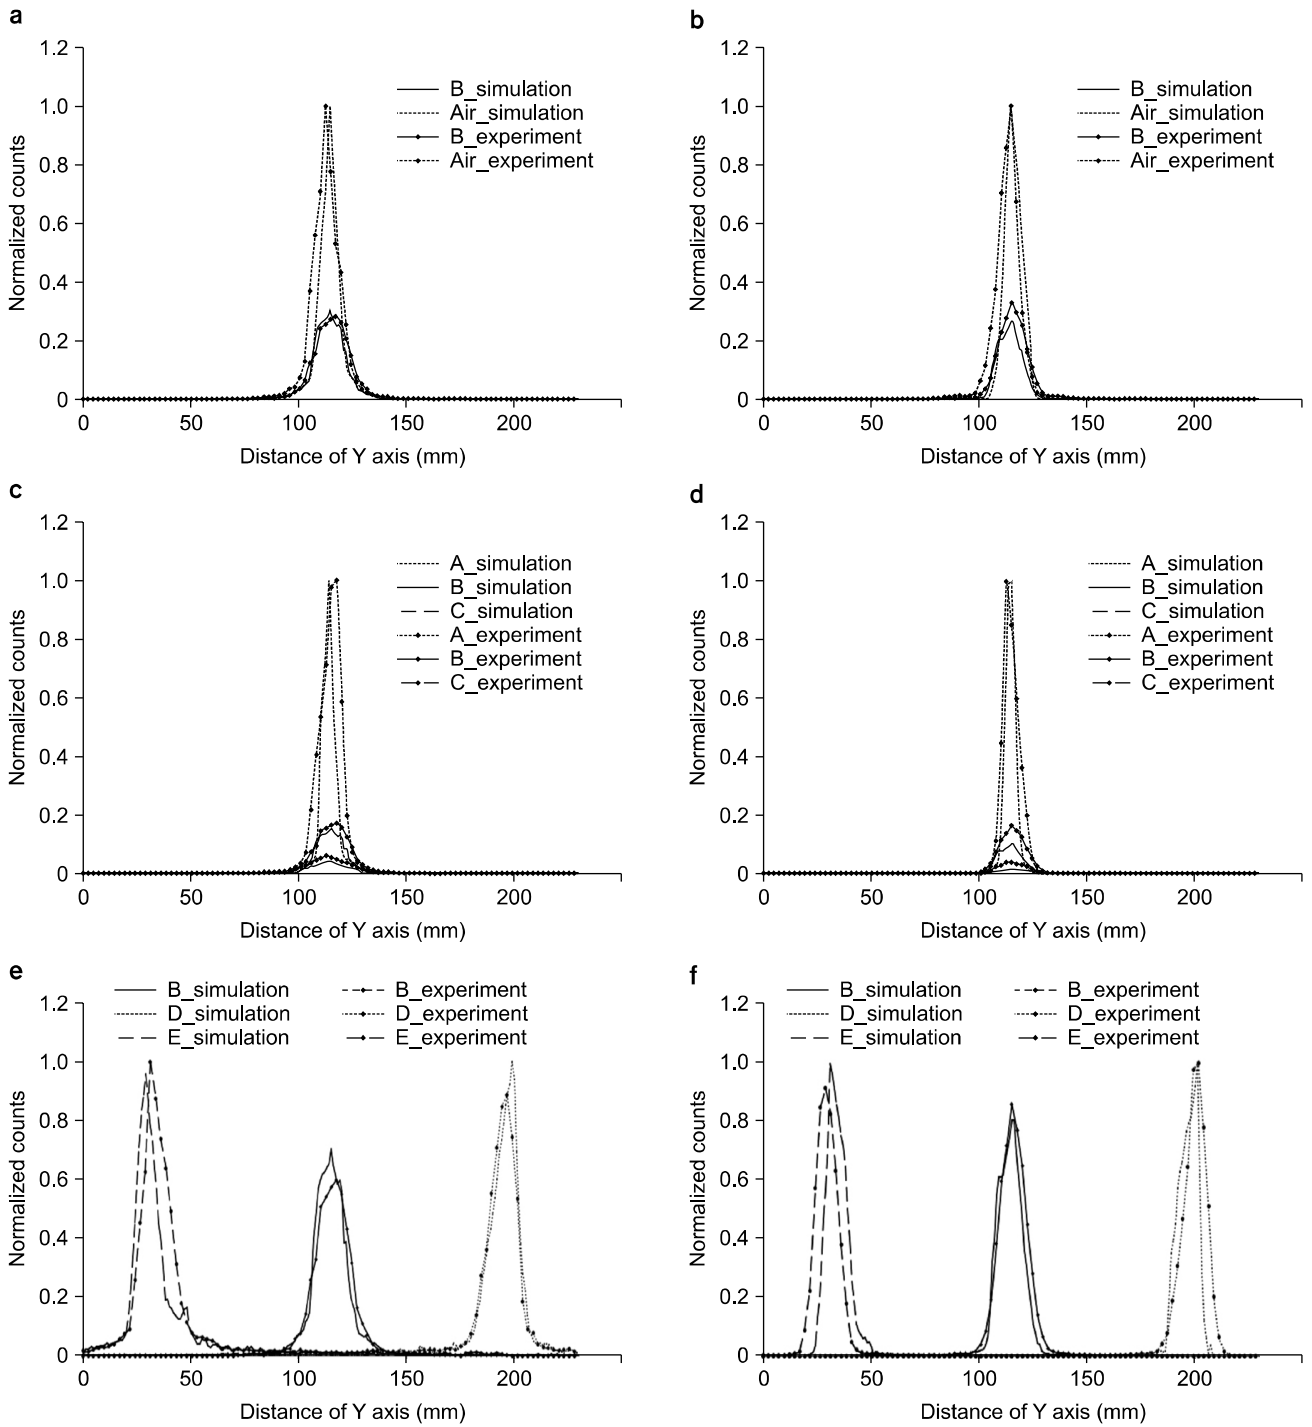 a
1.2
1.0
0.8
0.6
0.4
0.2
0
Normalized counts
B_simulation
Air_simulation
B_experiment
Air_experiment
0 50 100 150 200
Distance of Y axis (mm)
b
1.2
1.0
0.8
0.6
0.4
0.2
0
Normalized counts
B_simulation
Air_simulation
B_experiment
Air_experiment
0 50 100 150 200
Distance of Y axis (mm)
c
1.2
1.0
0.8
0.6
0.4
0.2
0
Normalized counts
A_simulation
B_simulation
C_simulation
A_experiment
B_experiment
C_experiment
0 50 100 150 200
Distance of Y axis (mm)
d
1.2
1.0
0.8
0.6
0.4
0.2
0
Normalized counts
A_simulation
B_simulation
C_simulation
A_experiment
B_experiment
C_experiment
0 50 100 150 200
Distance of Y axis (mm)
e
B_simulation B_experiment
D_simulation D_experiment
E_simulation E_experiment
1.2
1.0
0.8
0.6
0.4
0.2
0
Normalized counts
0 50 100 150 200
Distance of Y axis (mm)
f
B_simulation B_experiment
D_simulation D_experiment
E_simulation E_experiment
1.2
1.0
0.8
0.6
0.4
0.2
0
Normalized counts
0 50 100 150 200
Distance of Y axis (mm)